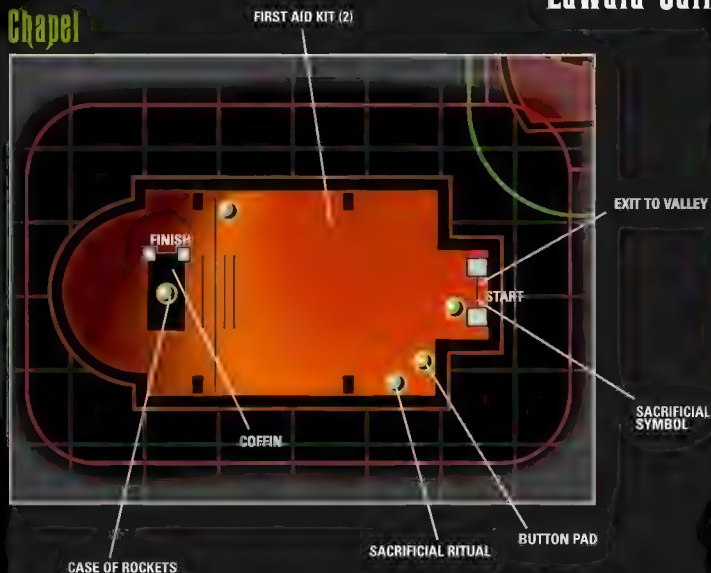 Chapel
FIRST AID KIT (2)
EXIT TO VALLEY
FINISH
START
SACRIFICIAL
SYMBOL
COFFIN
BUTTON PAD
SACRIFICIAL RITUAL
CASE OF ROCKETS